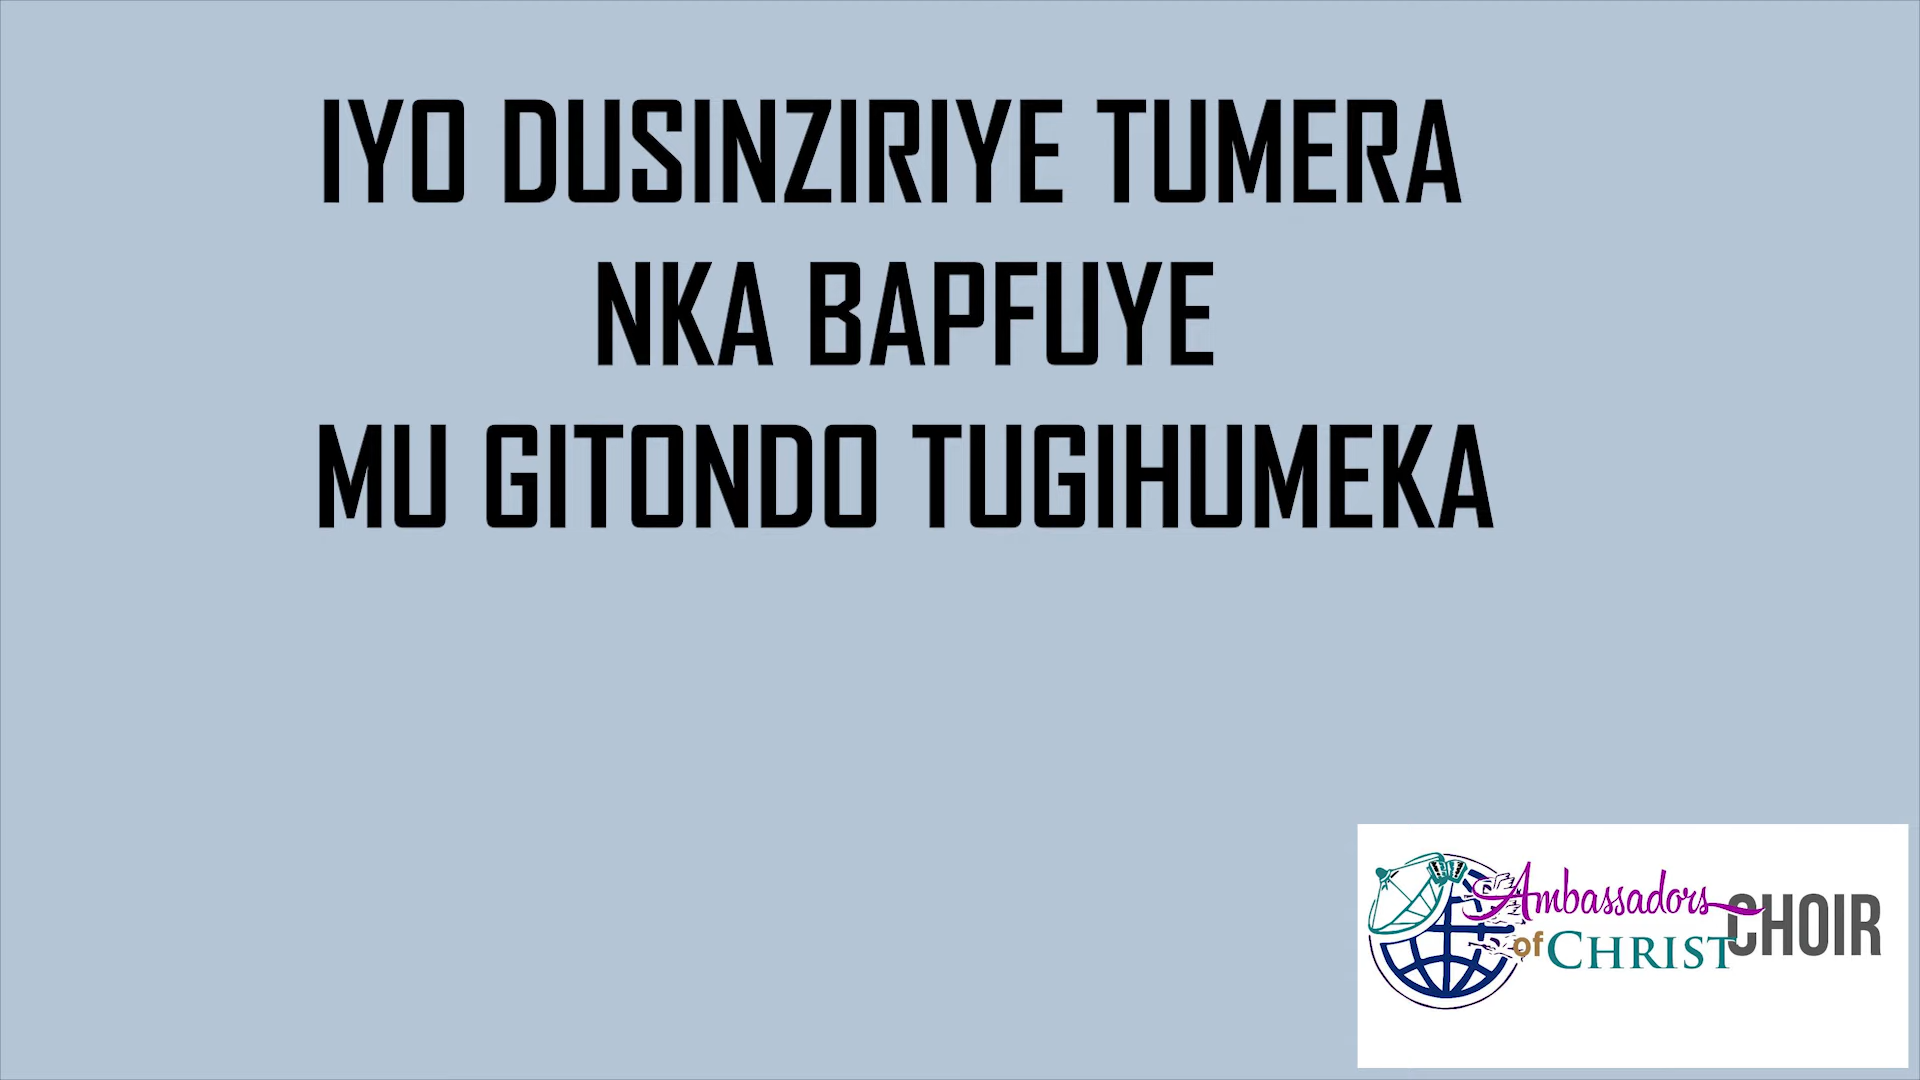 IYO DUSINZIRIYE TUMERA
NKA BAPFUYE
MU GITONDO TUGIHUMEKA
Ambassadors
of CHRIST CHOIR